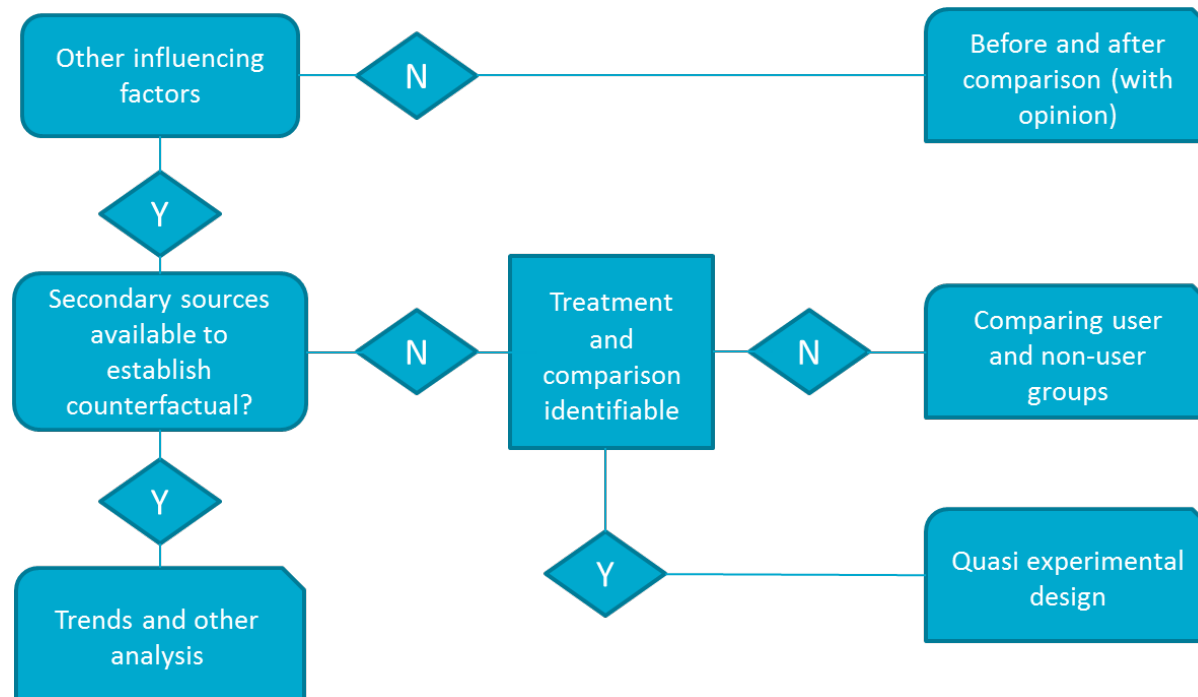 Other influencing
factors
N
Before and after
comparison (with
opinion)
Y
Secondary sources
available to
establish
counterfactual?
N
Treatment
and
comparison
identifiable
N
Comparing user
and non-user
groups
Y
Y
Quasi experimental
design
Trends and other
analysis